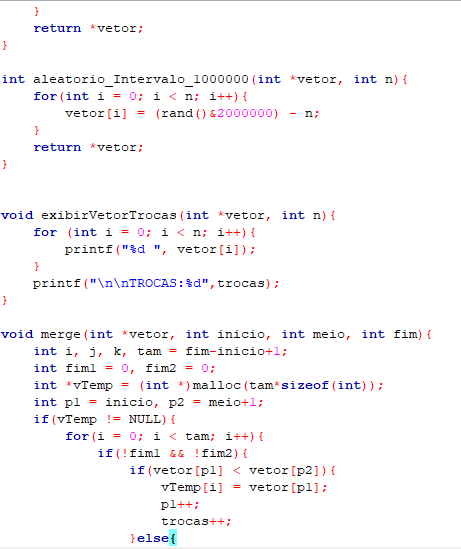 }
    return *vetor;
}

int aleatorio_Intervalo_1000000(int *vetor, int n){
    for(int i = 0; i < n; i++){
        vetor[i] = (rand()&2000000) - n;
    }
    return *vetor;
}


void exibirVetorTrocas(int *vetor, int n){
    for (int i = 0; i < n; i++){
        printf("%d ", vetor[i]);
    }
    printf("\n\nTROCAS:%d",trocas);
}

void merge(int *vetor, int inicio, int meio, int fim){
    int i, j, k, tam = fim-inicio+1;
    int fim1 = 0, fim2 = 0;
    int *vTemp = (int *)malloc(tam*sizeof(int));
    int p1 = inicio, p2 = meio+1;
    if(vTemp != NULL){
        for(i = 0; i < tam; i++){
            if(!fim1 && !fim2){
                if(vetor[p1] < vetor[p2]){
                    vTemp[i] = vetor[p1];
                    p1++;
                    trocas++;
                }else{